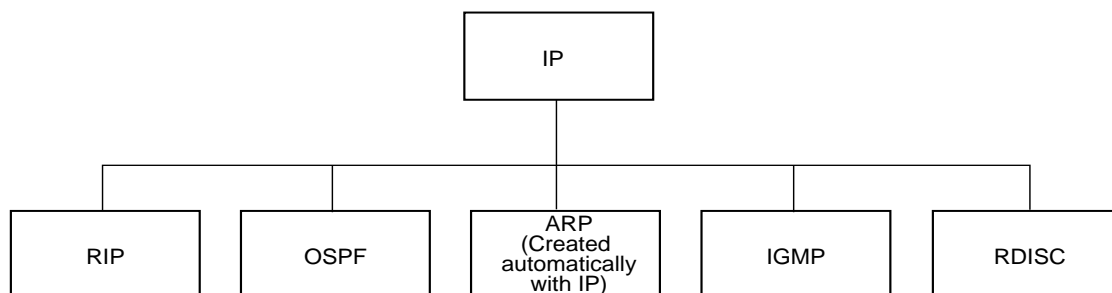 IP
RIP
OSPF
ARP
(Created
automatically
with IP)
IGMP
RDISC